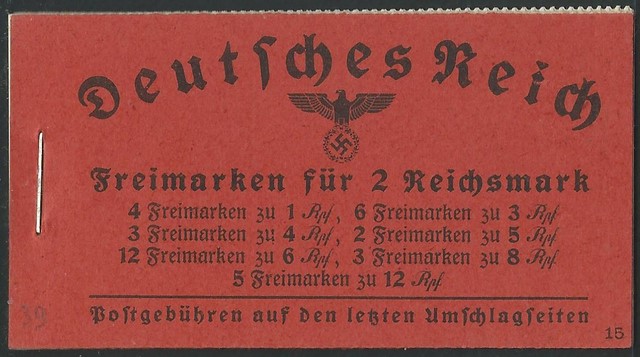 Deutsches Reich
Freimarken für 2 Reichsmark
4 Freimarken zu 1 Rpf, 6 Freimarken zu 3 Rpf
3 Freimarken zu 4 Rpf, 2 Freimarken zu 5 Rpf
12 Freimarken zu 6 Rpf, 3 Freimarken zu 8 Rpf
5 Freimarken zu 12 Rpf
Postgebühren auf den letzten Umschlagseiten
39
15